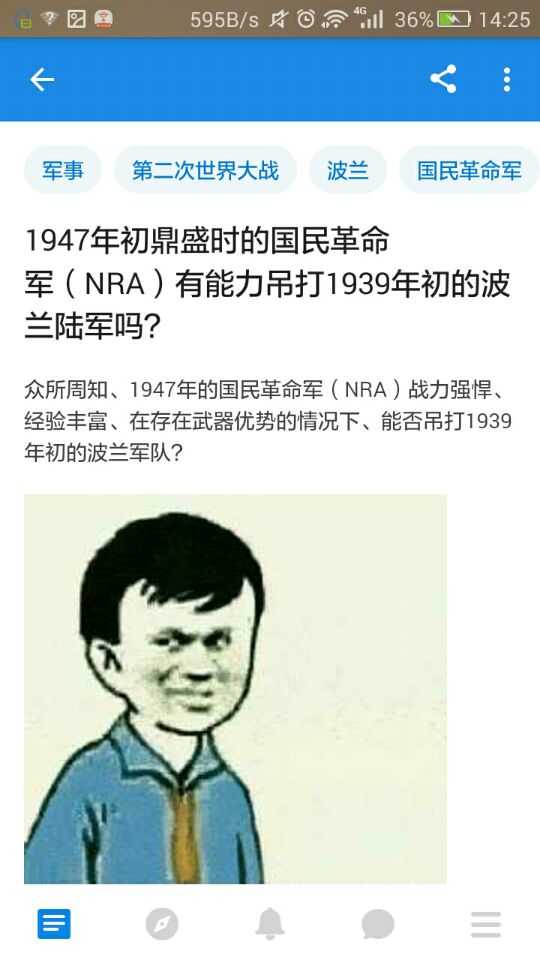 595B/s 4G 36% 14:25
军事 第二次世界大战 波兰 国民革命军
1947年初鼎盛时的国民革命
军（NRA）有能力吊打1939年初的波
兰陆军吗？
众所周知、1947年的国民革命军（NRA）战力强悍、
经验丰富、在存在武器优势的情况下、能否吊打1939
年初的波兰军队？